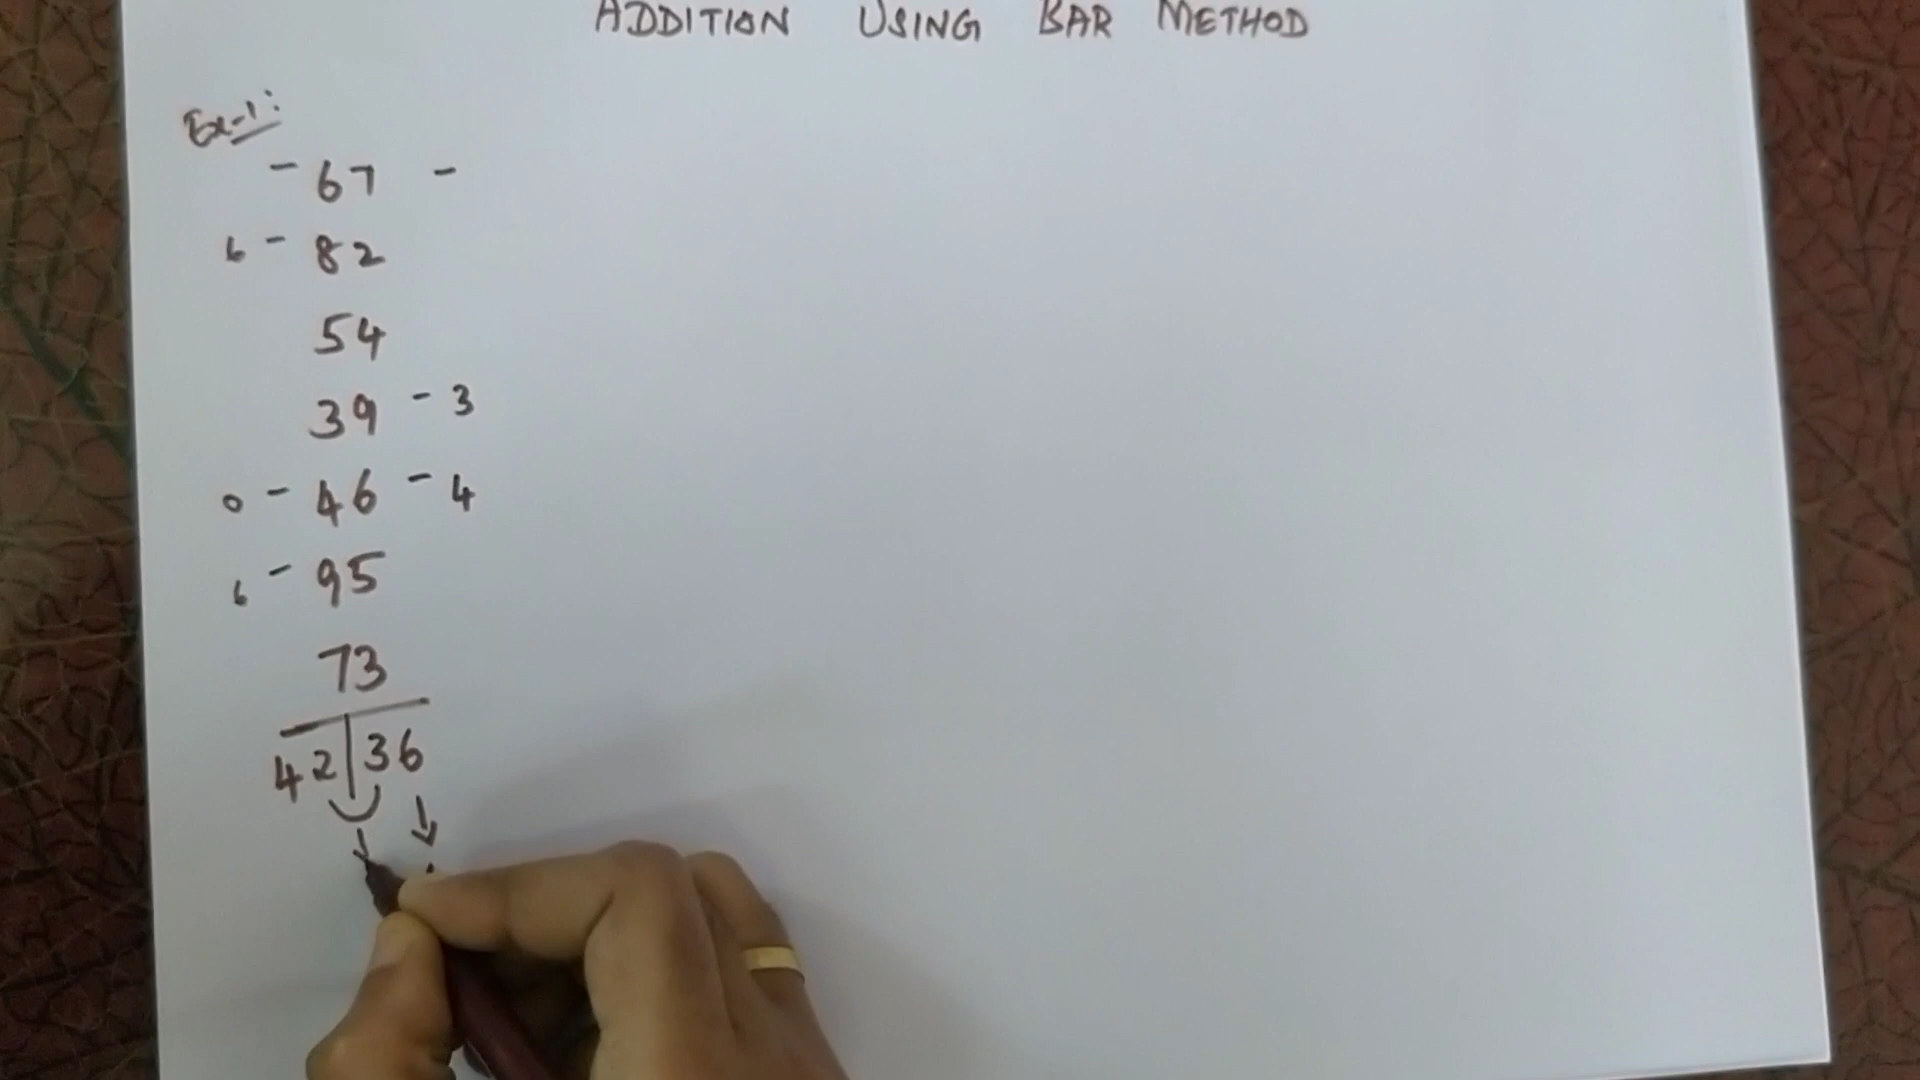 ADDITION USING BAR METHOD
Ex-1:
- 67 -
6 - 82
54
39 - 3
0 - 46 - 4
6 - 95
73
42|36